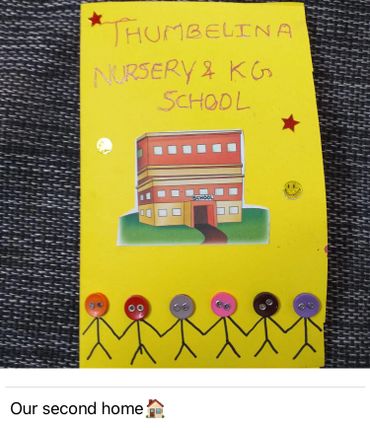 THUMBELINA
NURSERY & KG
SCHOOL
SCHOOL
Our second home🏠